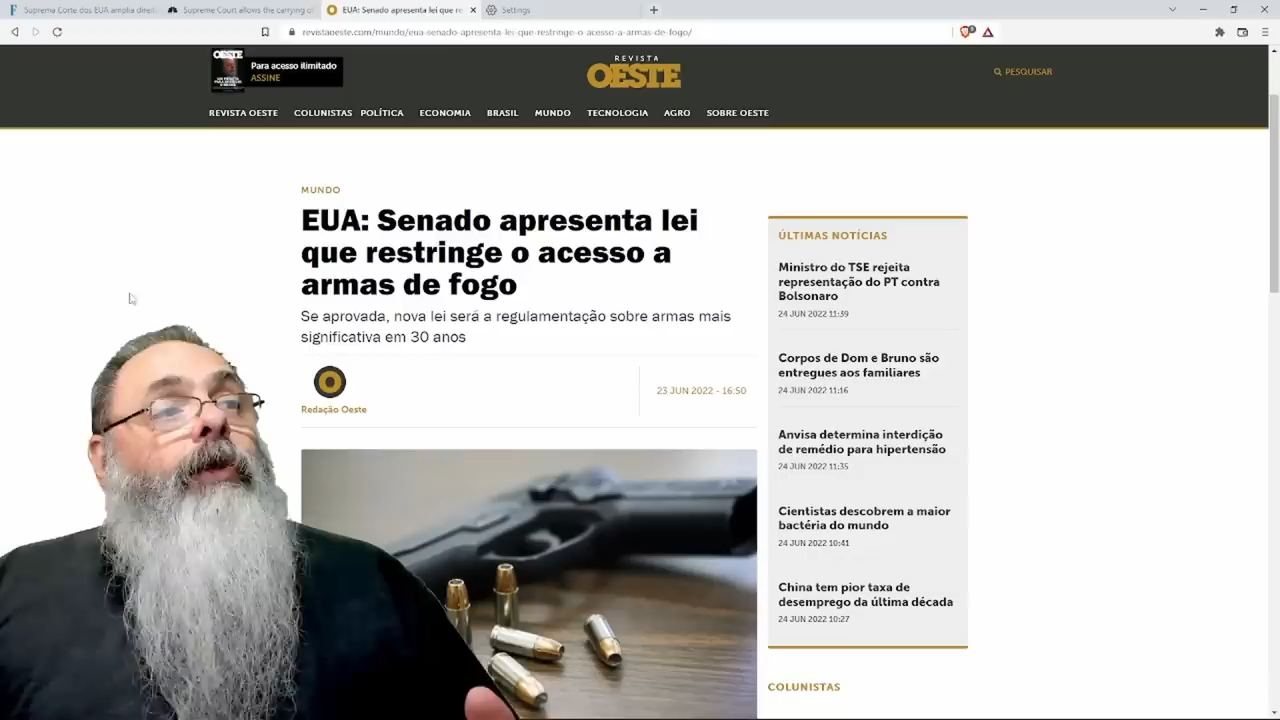 Suprema Corte dos EUA amplia direit
Supreme Court allows the carrying of
EUA: Senado apresenta lei que re
Settings
revistaoeste.com/mundo/eua-senado-apresenta-lei-que-restringe-o-acesso-a-armas-de-fogo/
OESTE
Para acesso ilimitado
ASSINE
REVISTA
OESTE
PESQUISAR
REVISTA OESTE COLUNISTAS POLÍTICA ECONOMIA BRASIL MUNDO TECNOLOGIA AGRO SOBRE OESTE
MUNDO
EUA: Senado apresenta lei
que restringe o acesso a
armas de fogo
Se aprovada, nova lei será a regulamentação sobre armas mais
significativa em 30 anos
Redação Oeste
23 JUN 2022 - 16:50
ÚLTIMAS NOTÍCIAS
Ministro do TSE rejeita
representação do PT contra
Bolsonaro
24 JUN 2022 11:39
Corpos de Dom e Bruno são
entregues aos familiares
24 JUN 2022 11:16
Anvisa determina interdição
de remédio para hipertensão
24 JUN 2022 11:35
Cientistas descobrem a maior
bactéria do mundo
24 JUN 2022 10:41
China tem pior taxa de
desemprego da última década
24 JUN 2022 10:27
COLUNISTAS